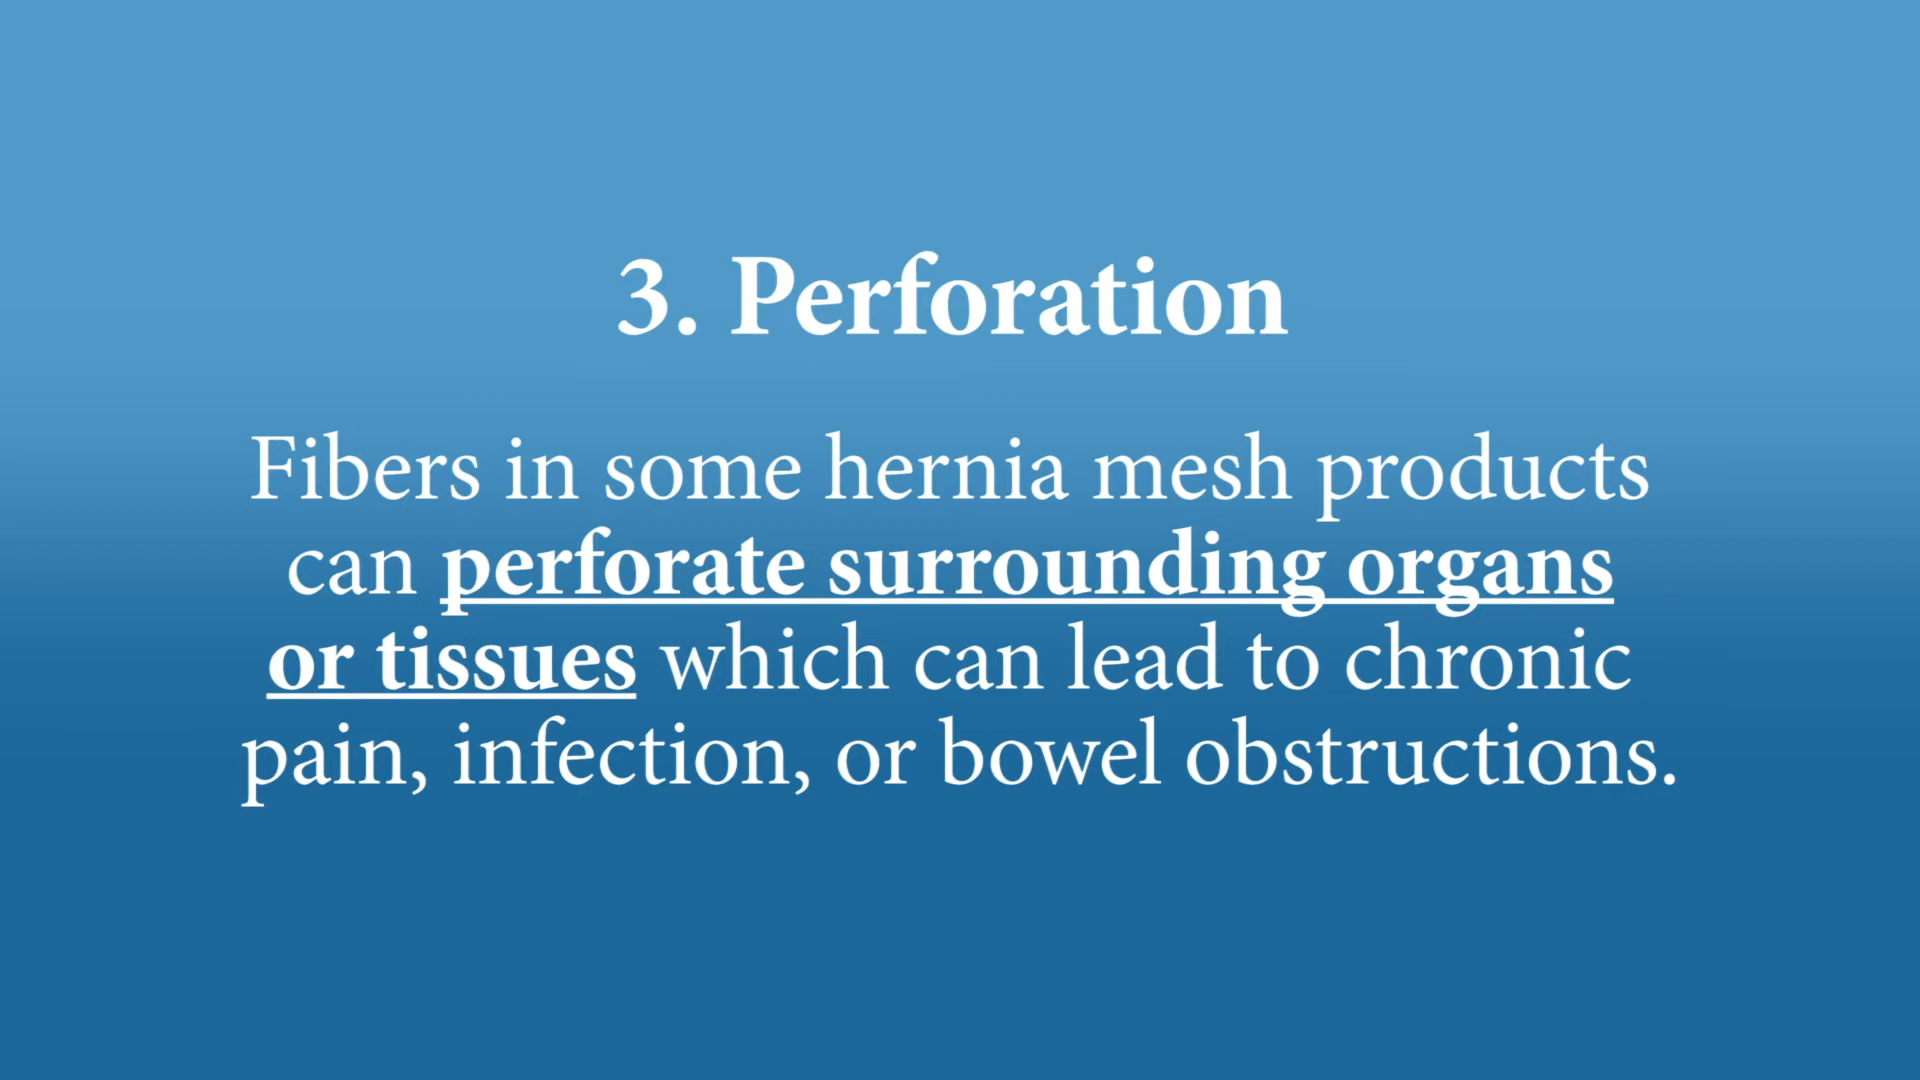 3. Perforation
Fibers in some hernia mesh products
can perforate surrounding organs
or tissues which can lead to chronic
pain, infection, or bowel obstructions.